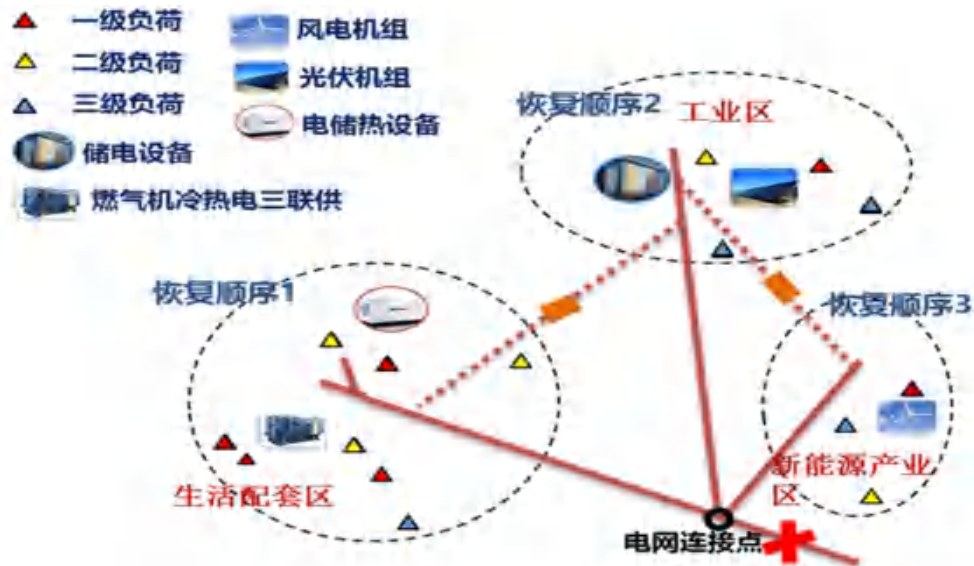 一级负荷
风电机组
二级负荷
光伏机组
三级负荷
电储热设备
储电设备
燃气机冷热电三联供
恢复顺序2
工业区
恢复顺序1
恢复顺序3
生活配套区
新能源产业
区
电网连接点